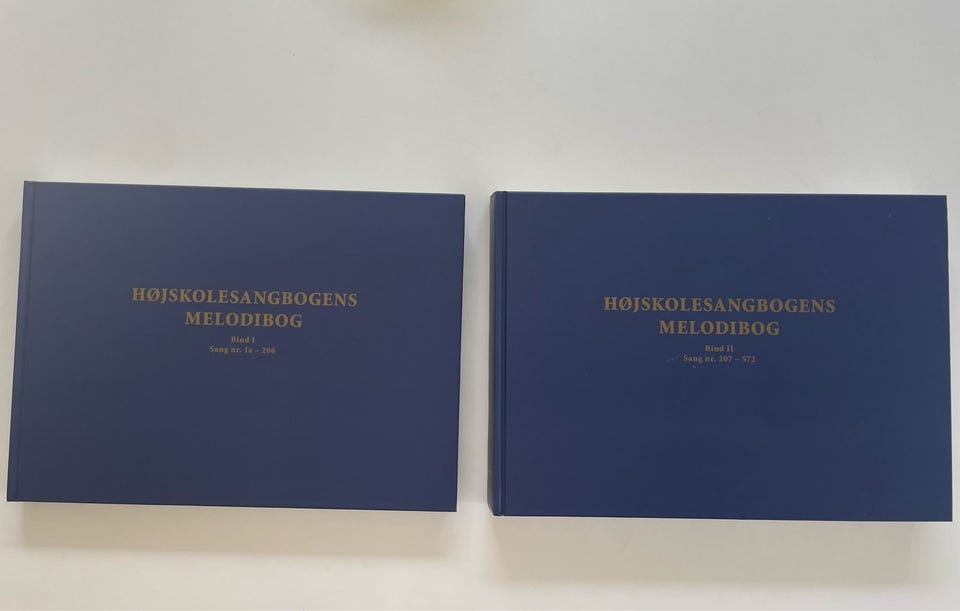 HØJSKOLESANGBOGENS
MELODIBOG
Bind I
Sang nr. 1a – 206
HØJSKOLESANGBOGENS
MELODIBOG
Bind II
Sang nr. 207 – 572